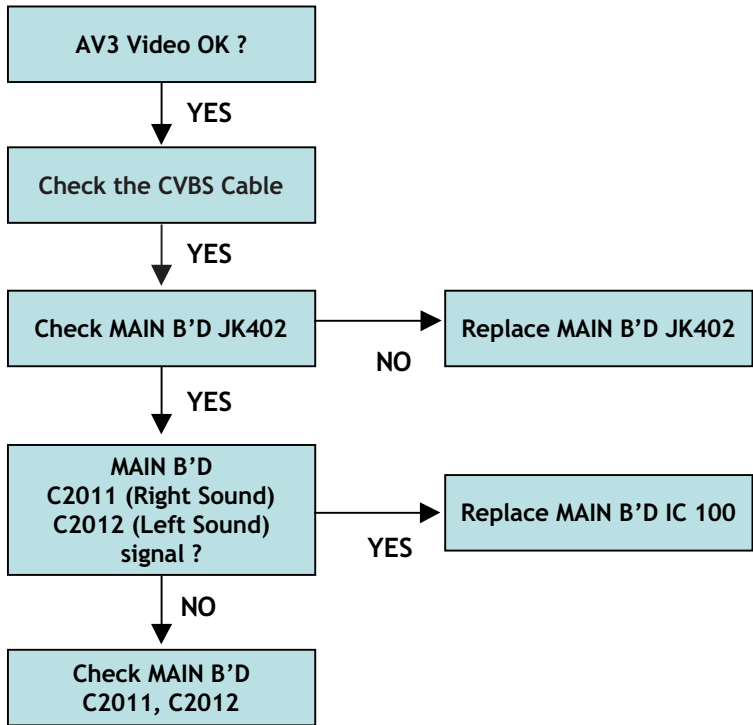 AV3 Video OK ?
YES
Check the CVBS Cable
YES
Check MAIN B’D JK402
NO
Replace MAIN B’D JK402
YES
MAIN B’D
C2011 (Right Sound)
C2012 (Left Sound)
signal ?
YES
Replace MAIN B’D IC 100
NO
Check MAIN B’D
C2011, C2012